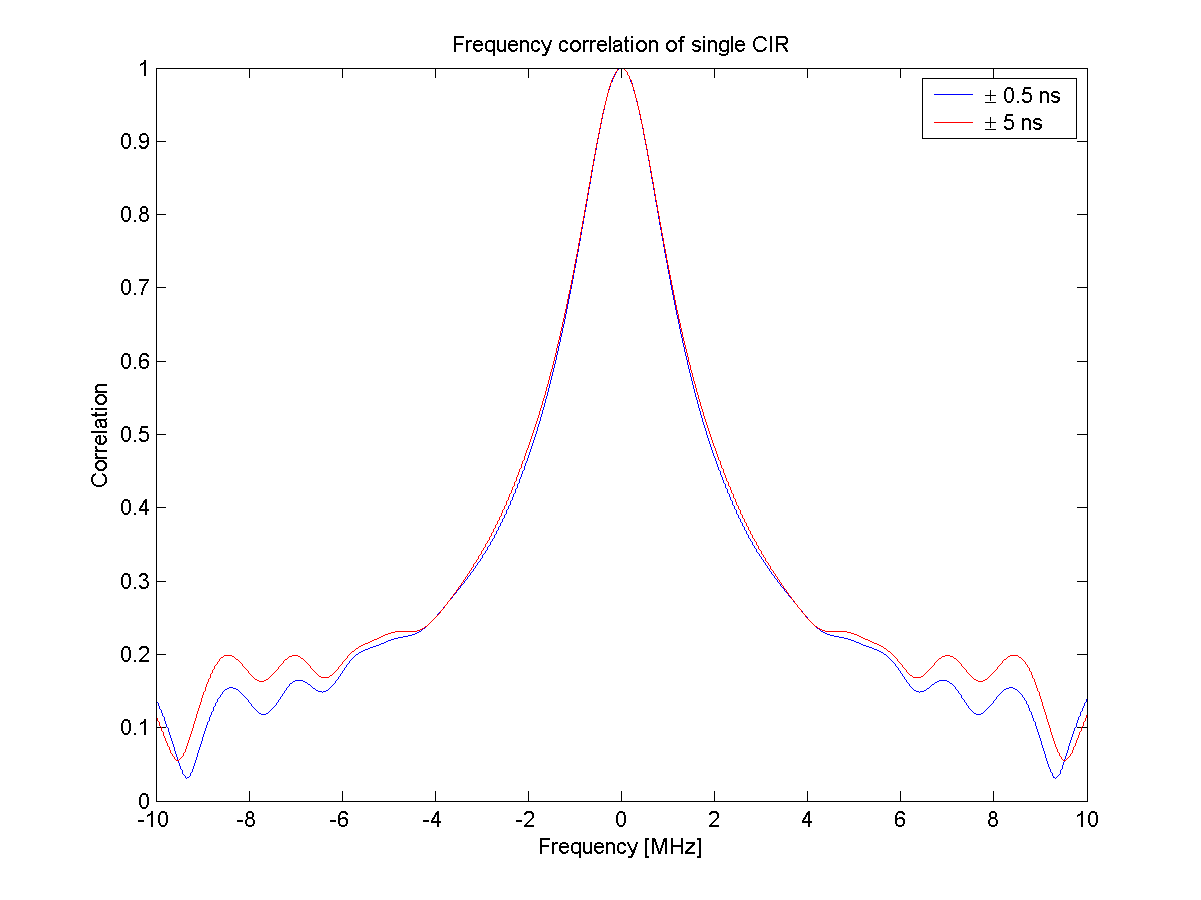 Frequency correlation of single CIR
± 0.5 ns
± 5 ns
1
0.9
0.8
0.7
0.6
0.5
0.4
0.3
0.2
0.1
0
Correlation
-10 -8 -6 -4 -2 0 2 4 6 8 10
Frequency [MHz]